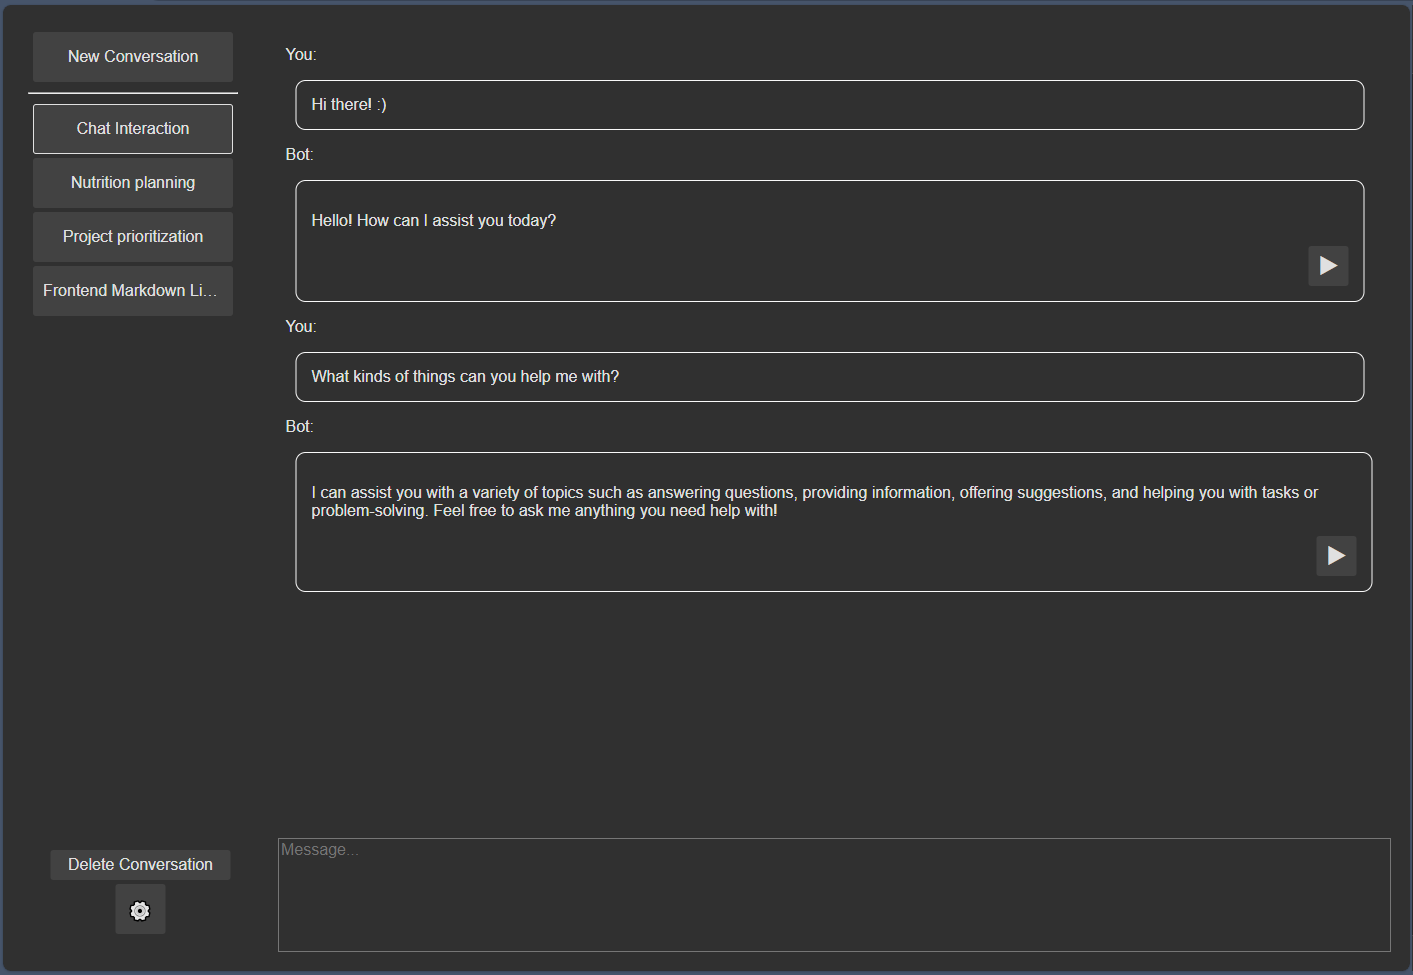 New Conversation
Chat Interaction
Nutrition planning
Project prioritization
Frontend Markdown Li...
You:
Hi there! :)
Bot:
Hello! How can I assist you today?
You:
What kinds of things can you help me with?
Bot:
I can assist you with a variety of topics such as answering questions, providing information, offering suggestions, and helping you with tasks or
problem-solving. Feel free to ask me anything you need help with!
Delete Conversation
Message...